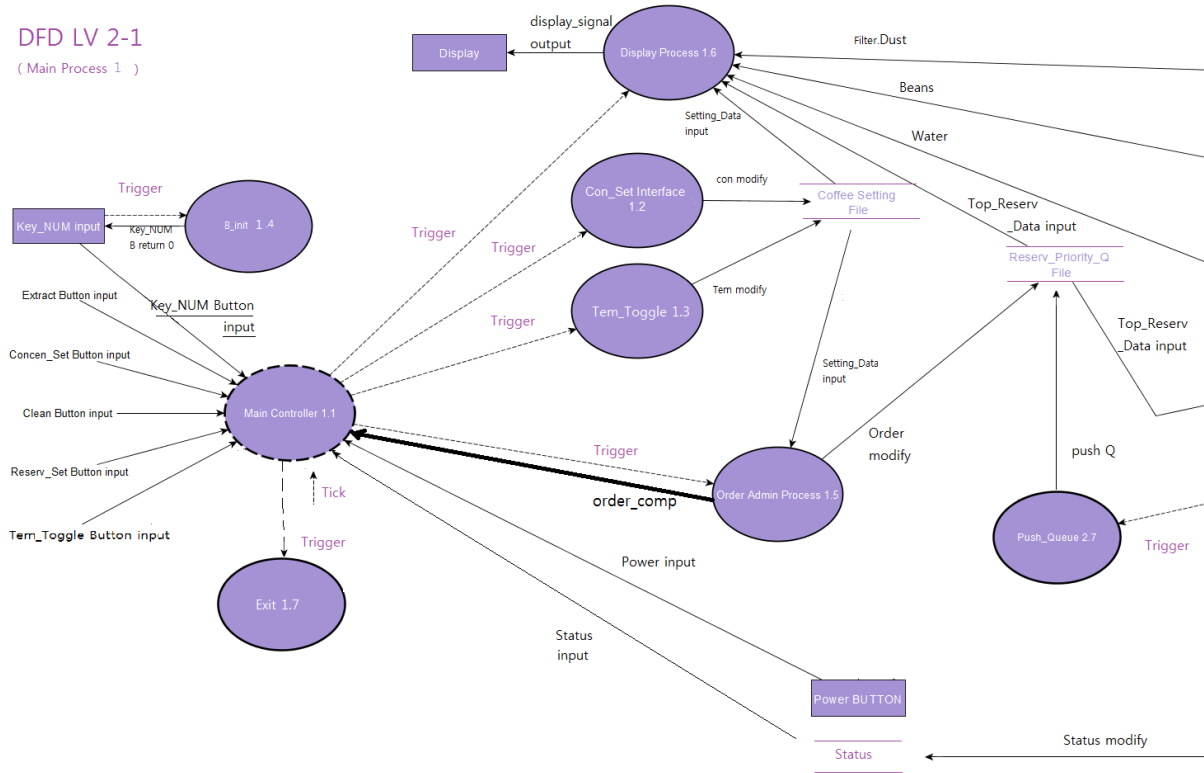 DFD LV 2-1
( Main Process 1 )
display_signal
output
Display
Display Process 1.6
Filter.Dust
Beans
Water
Setting_Data
input
Trigger
Key_NUM input
B_init 1.4
Key_NUM
B return 0
Con_Set Interface
1.2
con modify
Coffee Setting
File
Top_Reserv
_Data input
Trigger
Trigger
Reserv_Priority_Q
File
Extract Button input
Key_NUM Button
input
Tem_Toggle 1.3
Tem modify
Trigger
Top_Reserv
_Data input
Concen_Set Button input
Setting_Data
input
Clean Button input
Main Controller 1.1
Order
modify
push Q
Trigger
Reserv_Set Button input
Tick
order_comp
Order Admin Process 1.5
Tem_Toggle Button input
Trigger
Push_Queue 2.7
Trigger
Power input
Exit 1.7
Status
input
Power BUTTON
Status
Status modify